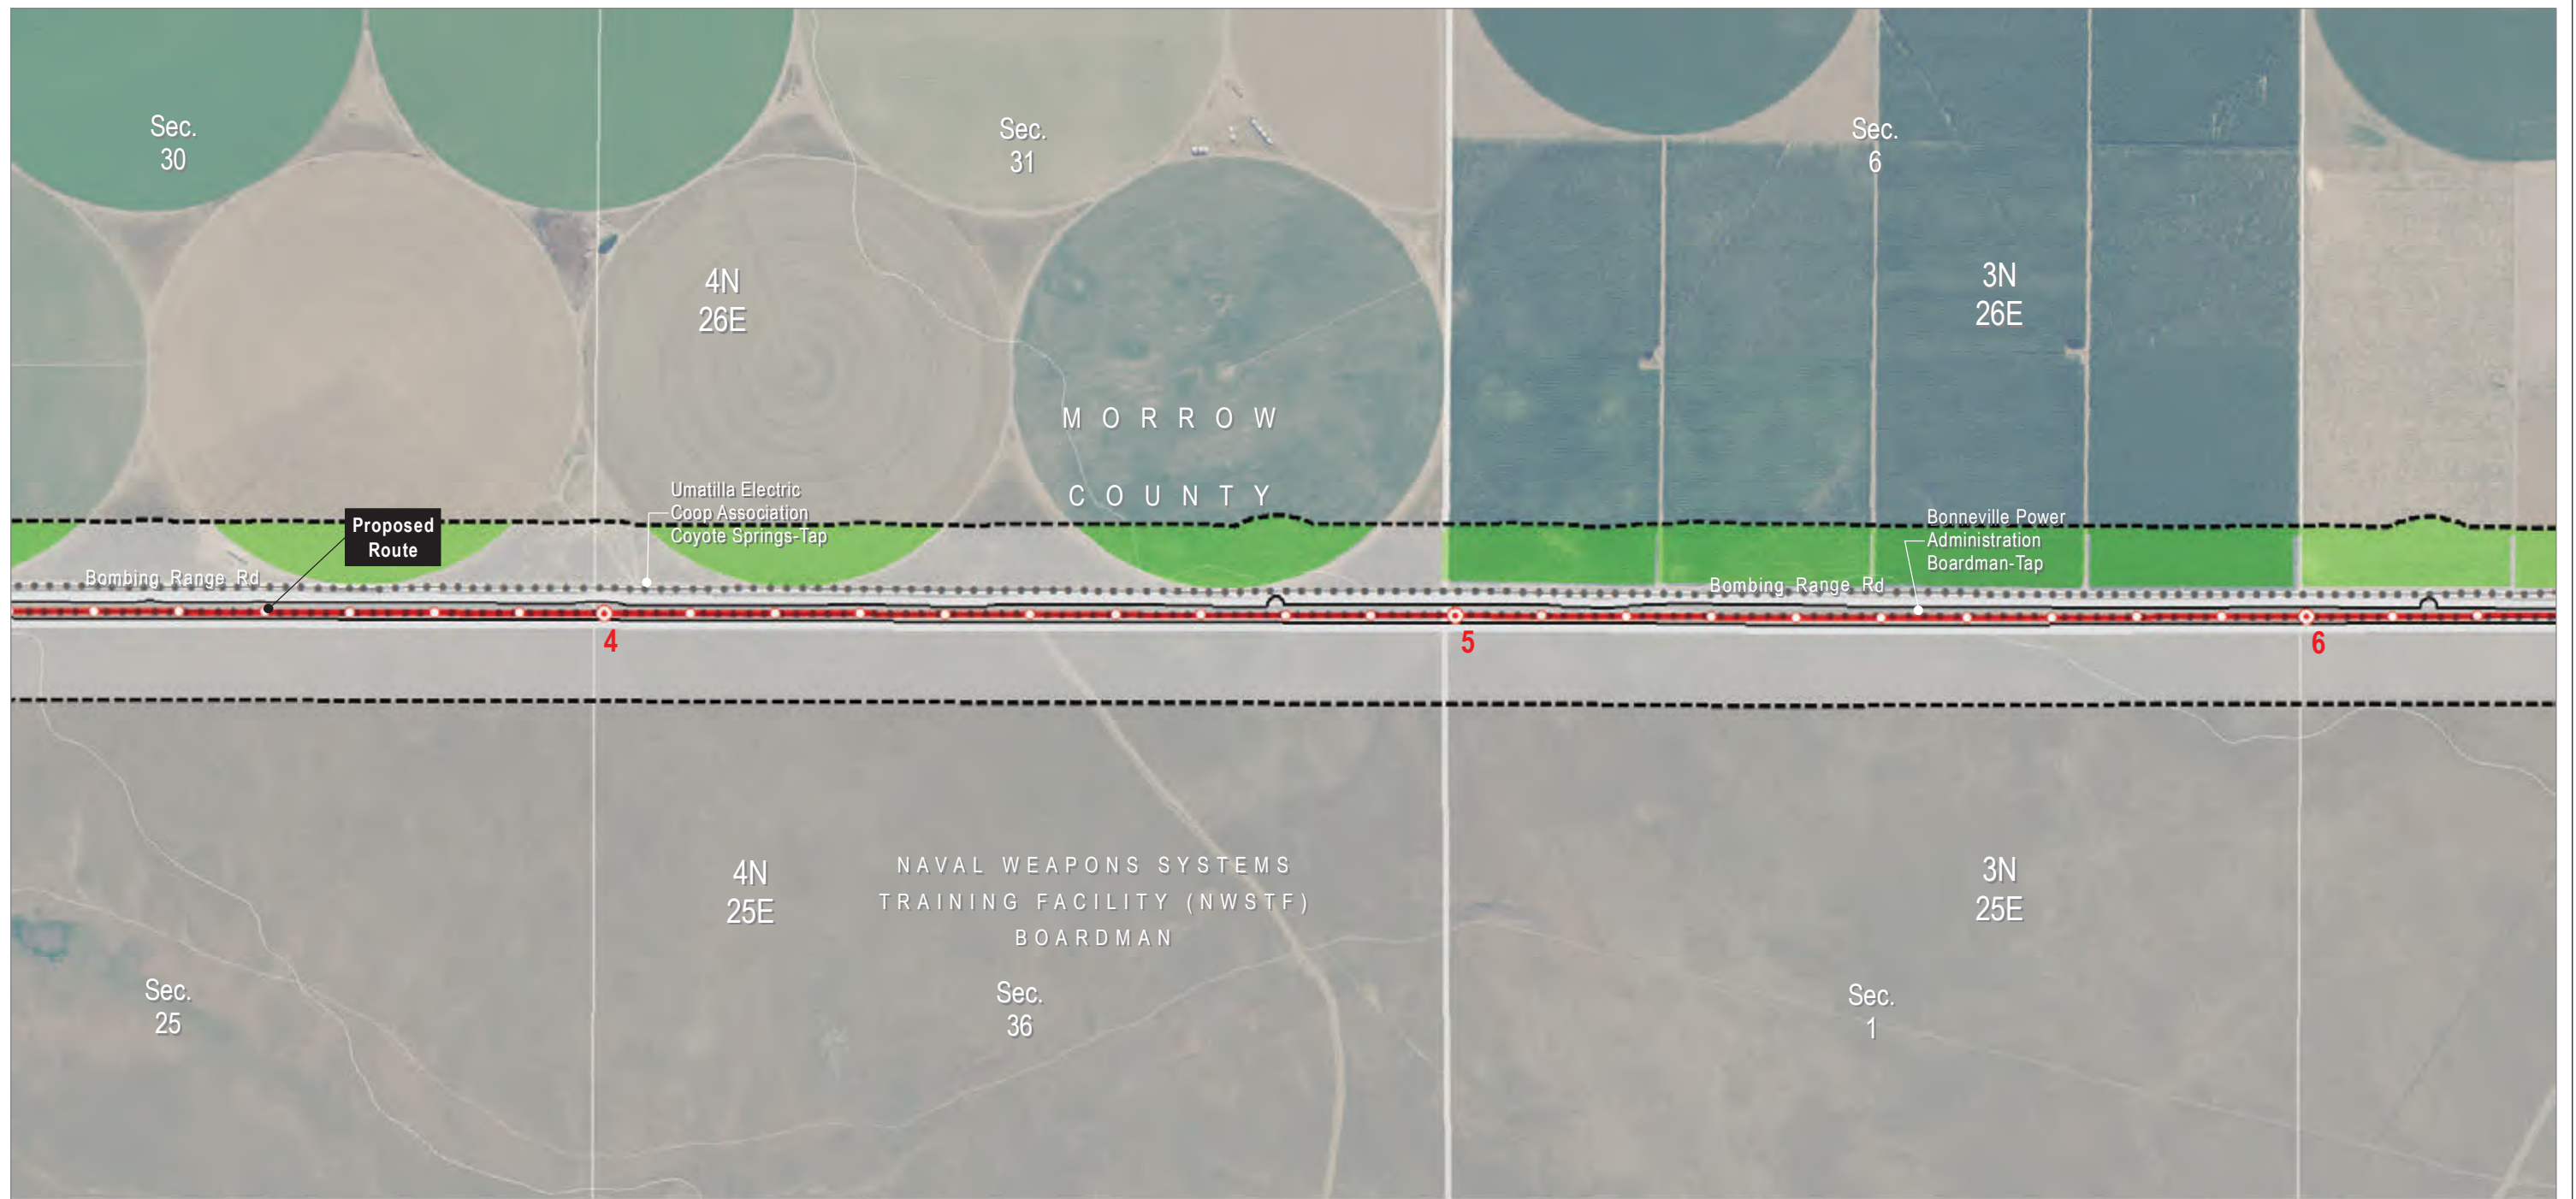 Sec.
30
Sec.
31
Sec.
6
4N
26E
3N
26E
MORROW
COUNTY
Umatilla Electric
Coop Association
Coyote Springs-Tap
Proposed
Route
Bonneville Power
Administration
Boardman-Tap
Bombing Range Rd
Bombing Range Rd
4
5
6
4N
25E
NAVAL WEAPONS SYSTEMS
TRAINING FACILITY (NWSTF)
BOARDMAN
3N
25E
Sec.
25
Sec.
36
Sec.
1